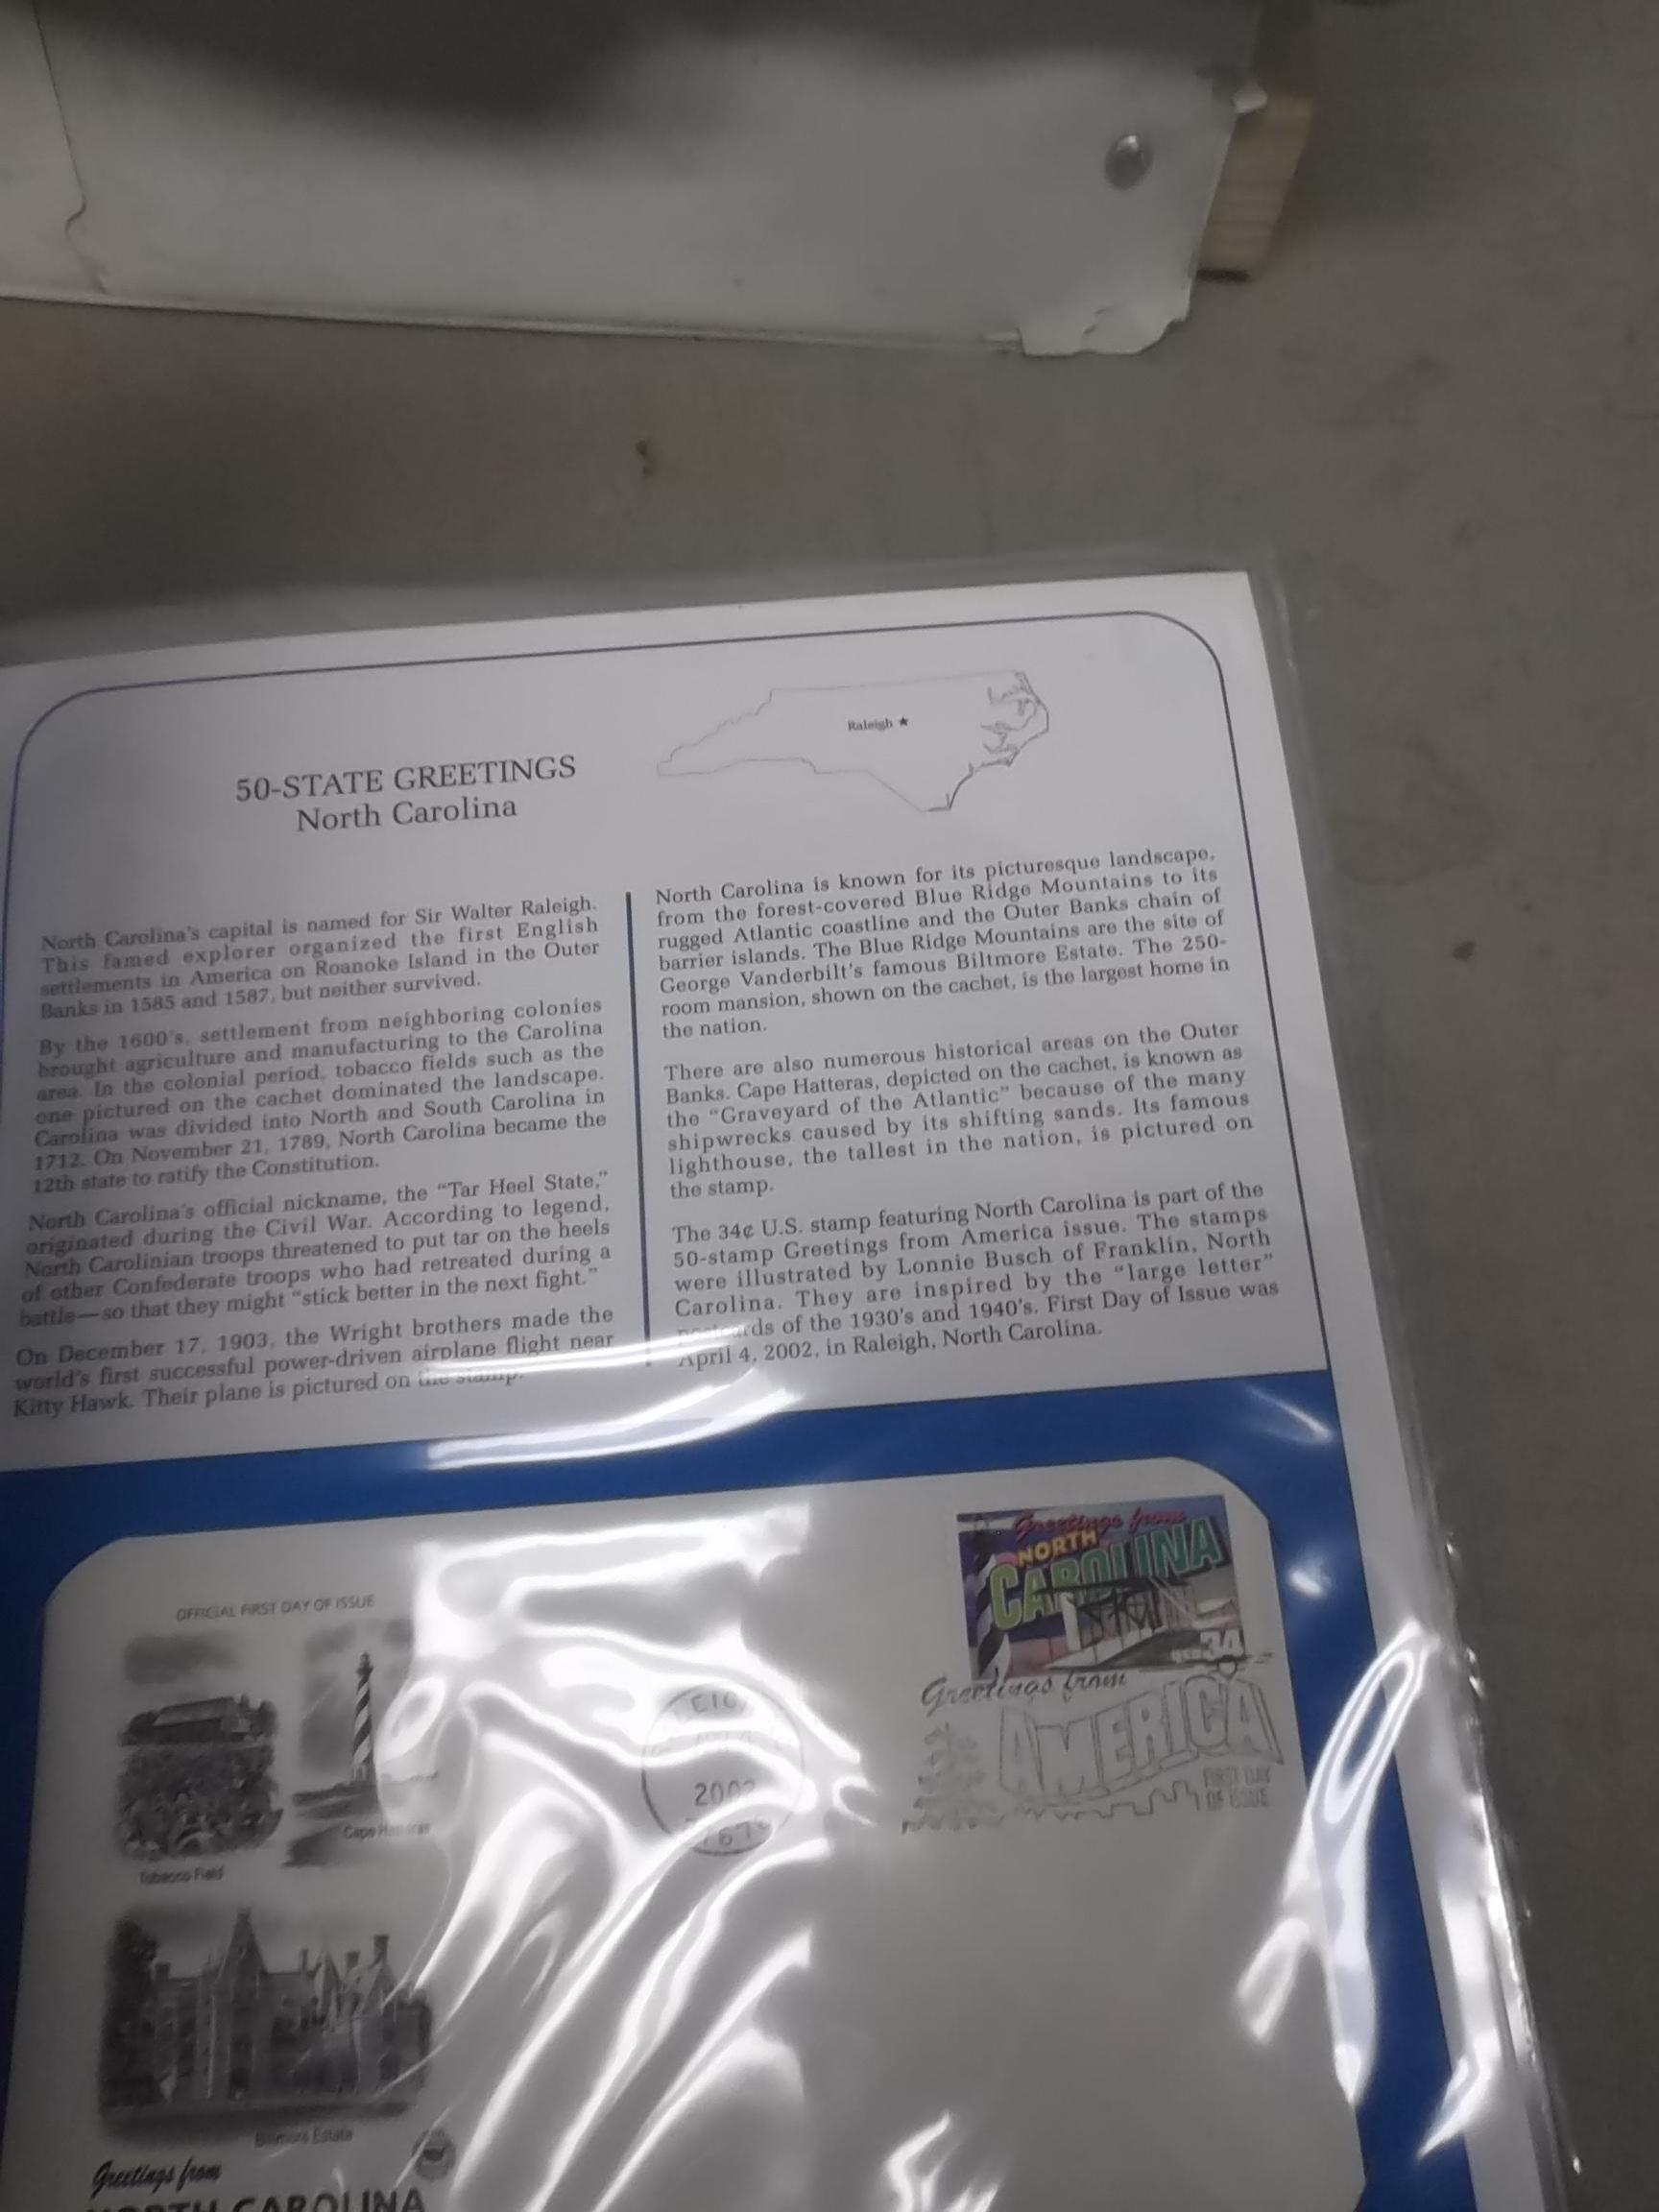 Raleigh ★
50-STATE GREETINGS
North Carolina
North Carolina's capital is named for Sir Walter Raleigh.
This famed explorer organized the first English
settlements in America on Roanoke Island in the Outer
Banks in 1585 and 1587, but neither survived.
By the 1600's, settlement from neighboring colonies
brought agriculture and manufacturing to the Carolina
area. In the colonial period, tobacco fields such as the
one pictured on the cachet dominated the landscape.
Carolina was divided into North and South Carolina in
1712. On November 21, 1789, North Carolina became the
12th state to ratify the Constitution.
North Carolina's official nickname, the "Tar Heel State,"
originated during the Civil War. According to legend,
North Carolinian troops threatened to put tar on the heels
of other Confederate troops who had retreated during a
battle—so that they might "stick better in the next fight."
On December 17, 1903, the Wright brothers made the
world's first successful power-driven airplane flight near
Kitty Hawk. Their plane is pictured on the stamp.
North Carolina is known for its picturesque landscape,
from the forest-covered Blue Ridge Mountains to its
rugged Atlantic coastline and the Outer Banks chain of
barrier islands. The Blue Ridge Mountains are the site of
George Vanderbilt's famous Biltmore Estate. The 250-
room mansion, shown on the cachet, is the largest home in
the nation.
There are also numerous historical areas on the Outer
Banks. Cape Hatteras, depicted on the cachet, is known as
the "Graveyard of the Atlantic" because of the many
shipwrecks caused by its shifting sands. Its famous
lighthouse, the tallest in the nation, is pictured on
the stamp.
The 34¢ U.S. stamp featuring North Carolina is part of the
50-stamp Greetings from America issue. The stamps
were illustrated by Lonnie Busch of Franklin, North
Carolina. They are inspired by the "large letter"
postcards of the 1930's and 1940's. First Day of Issue was
April 4, 2002, in Raleigh, North Carolina.
OFFICIAL FIRST DAY OF ISSUE
Greetings from
NORTH
CAROLINA
34
Greetings from
AMERICA
FIRST DAY
OF ISSUE
2002
Cape Hatteras
Tobacco Field
Biltmore Estate
Greetings from
NORTH CAROLINA